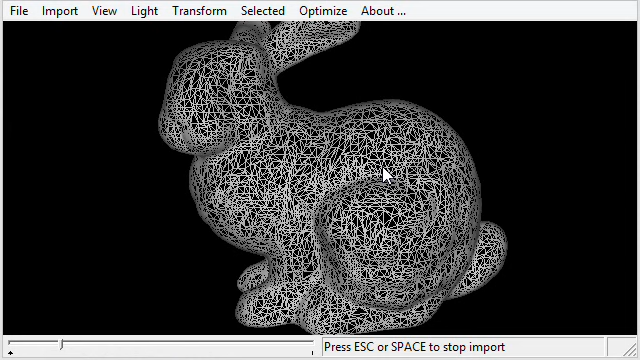 File Import View Light Transform Selected Optimize About ...
Press ESC or SPACE to stop import